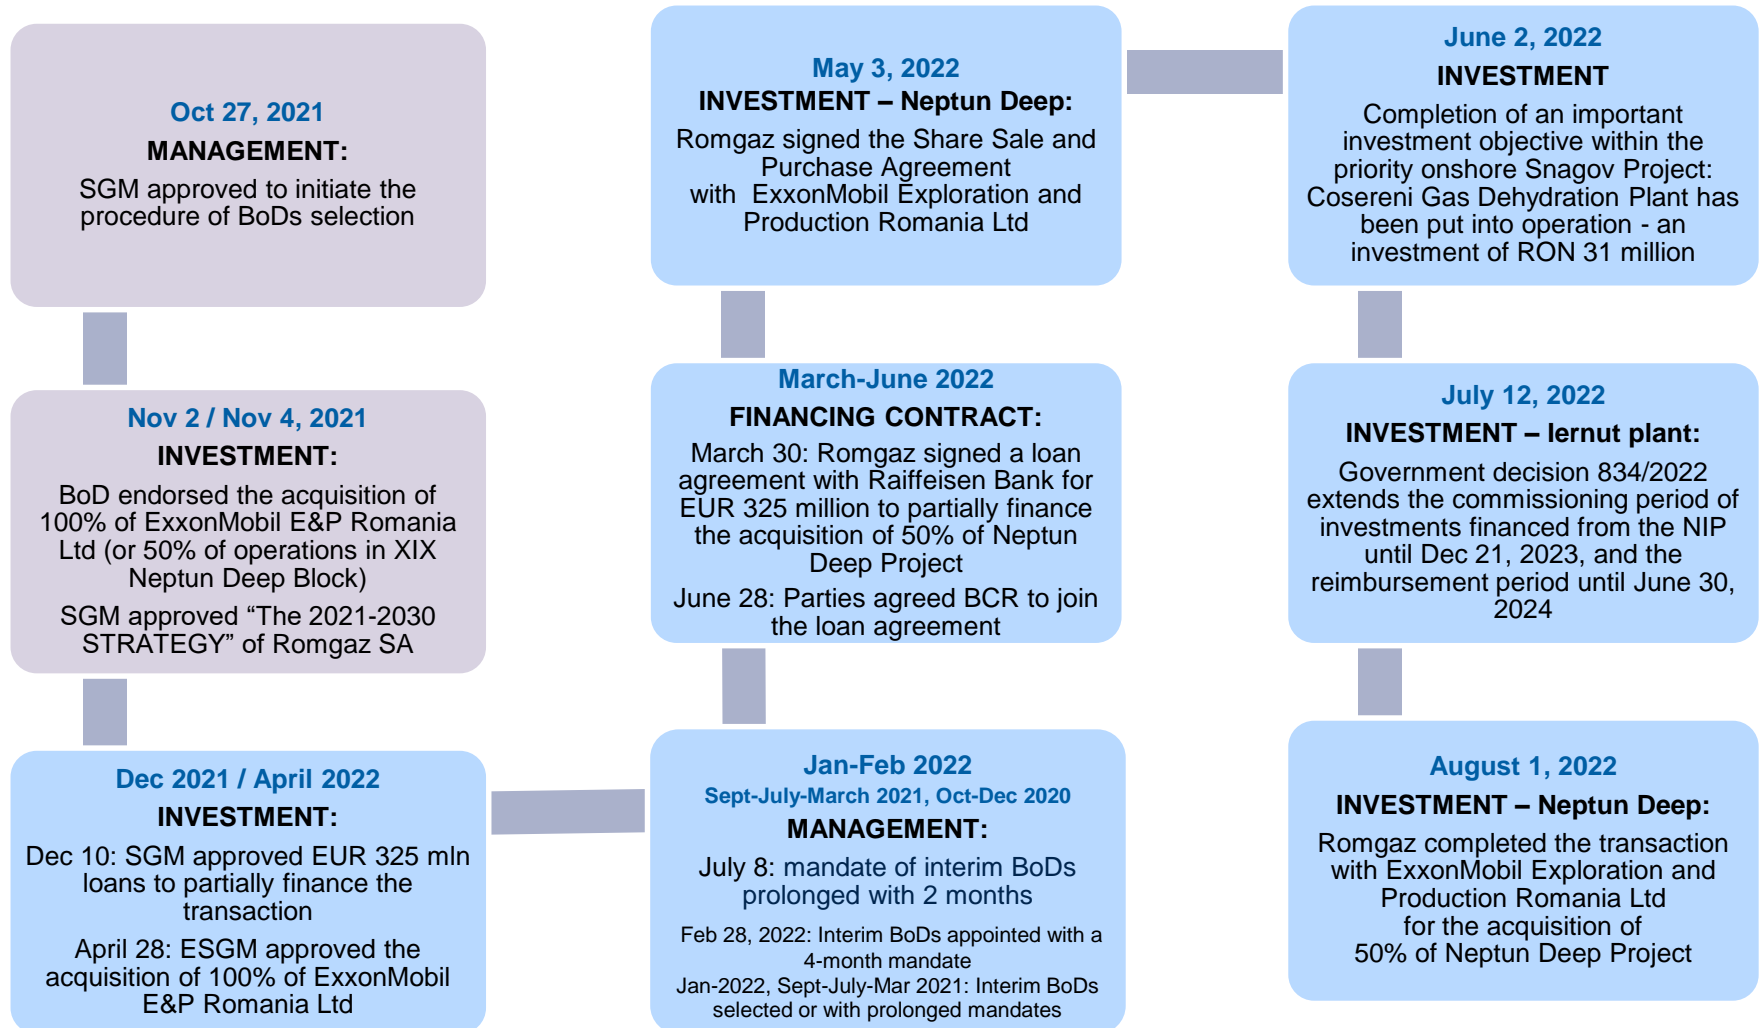 Oct 27, 2021
MANAGEMENT:
SGM approved to initiate the
procedure of BoDs selection
Nov 2 / Nov 4, 2021
INVESTMENT:
BoD endorsed the acquisition of
100% of ExxonMobil E&P Romania
Ltd (or 50% of operations in XIX
Neptun Deep Block)
SGM approved “The 2021-2030
STRATEGY” of Romgaz SA
Dec 2021 / April 2022
INVESTMENT:
Dec 10: SGM approved EUR 325 mln
loans to partially finance the
transaction
April 28: ESGM approved the
acquisition of 100% of ExxonMobil
E&P Romania Ltd
Jan-Feb 2022
Sept-July-March 2021, Oct-Dec 2020
MANAGEMENT:
July 8: mandate of interim BoDs
prolonged with 2 months
Feb 28, 2022: Interim BoDs appointed with a
4-month mandate
Jan-2022, Sept-July-Mar 2021: Interim BoDs
selected or with prolonged mandates
March-June 2022
FINANCING CONTRACT:
March 30: Romgaz signed a loan
agreement with Raiffeisen Bank for
EUR 325 million to partially finance
the acquisition of 50% of Neptun
Deep Project
June 28: Parties agreed BCR to join
the loan agreement
May 3, 2022
INVESTMENT – Neptun Deep:
Romgaz signed the Share Sale and
Purchase Agreement
with ExxonMobil Exploration and
Production Romania Ltd
June 2, 2022
INVESTMENT
Completion of an important
investment objective within the
priority onshore Snagov Project:
Cosereni Gas Dehydration Plant has
been put into operation - an
investment of RON 31 million
July 12, 2022
INVESTMENT – Iernut plant:
Government decision 834/2022
extends the commissioning period of
investments financed from the NIP
until Dec 21, 2023, and the
reimbursement period until June 30,
2024
August 1, 2022
INVESTMENT – Neptun Deep:
Romgaz completed the transaction
with ExxonMobil Exploration and
Production Romania Ltd
for the acquisition of
50% of Neptun Deep Project